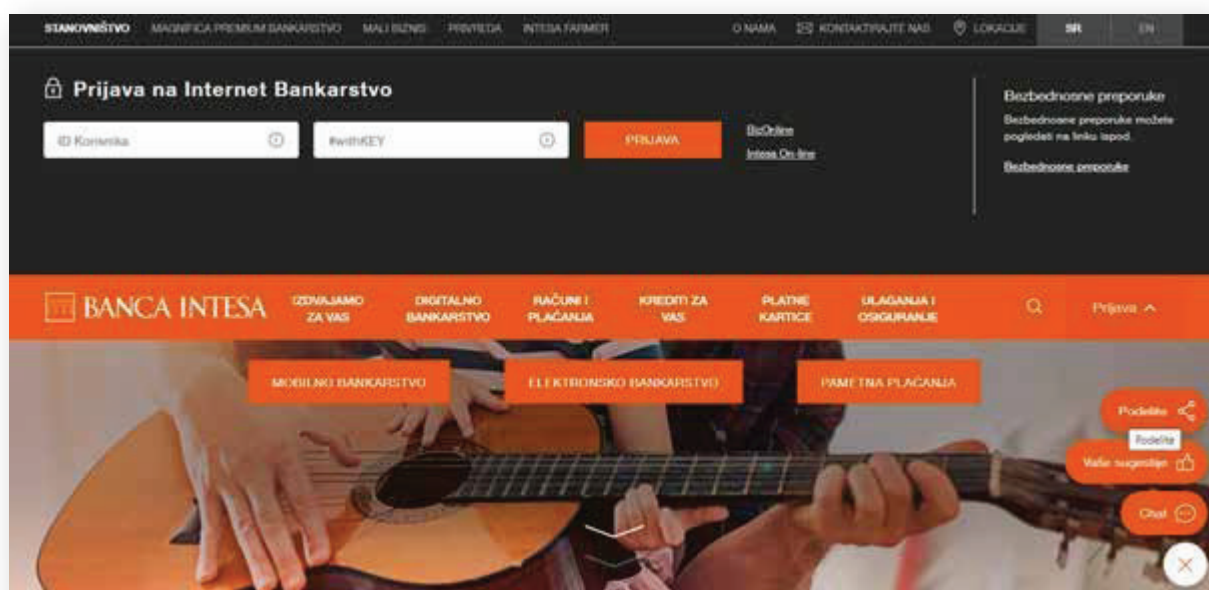 STANOVNIŠTVO MAGNIFICA PREMIUM BANKARSTVO MALI BIZNIS PRIVREDA INTESA FARMER O NAMA KONTAKTIRAJTE NAS LOKACIJE SR EN
Prijava na Internet Bankarstvo
ID Korisnika
#withKEY
PRIJAVA
BizOnline
Intesa On-line
Bezbednosne preporuke
Bezbednosne preporuke možete
pogledati na linku ispod.
Bezbednosne preporuke
BANCA INTESA
IZDVAJAMO
ZA VAS
DIGITALNO
BANKARSTVO
RAČUNI I
PLAĆANJA
KREDITI ZA
VAS
PLATNE
KARTICE
ULAGANJA I
OSIGURANJE
Prijava
MOBILNO BANKARSTVO
ELEKTRONSKO BANKARSTVO
PAMETNA PLAĆANJA
Podelite
Podelite
Vaše sugestije
Chat